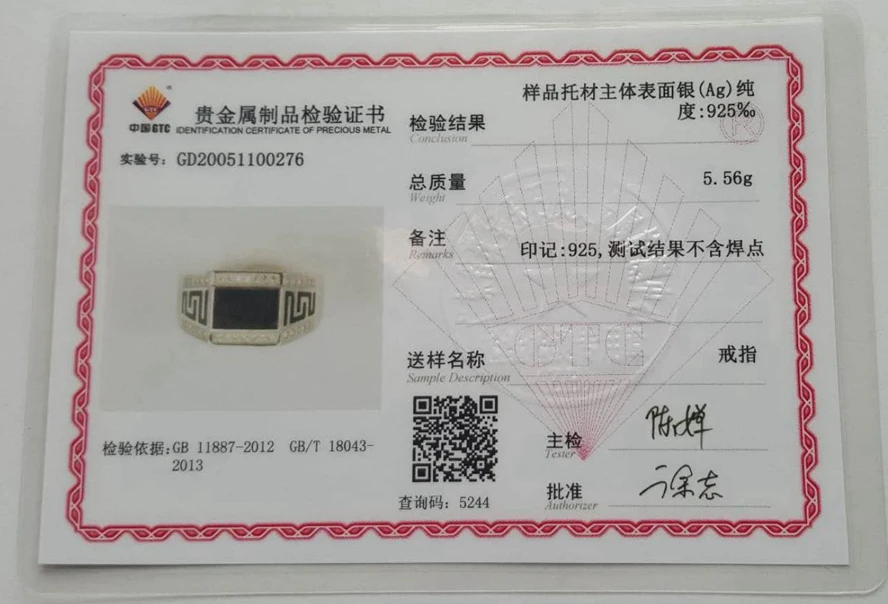 中国GTC
贵金属制品检验证书
IDENTIFICATION CERTIFICATE OF PRECIOUS METAL
实验号: GD20051100276
检验依据:GB 11887-2012 GB/T 18043-
2013
检验结果
Conclusion
样品托材主体表面银(Ag)纯
度:925‰
总质量
Weight
5.56g
备注
Remarks
印记:925,测试结果不含焊点
GTC
送样名称
Sample Description
戒指
查询码: 5244
主检
Tester
批准
Authorizer